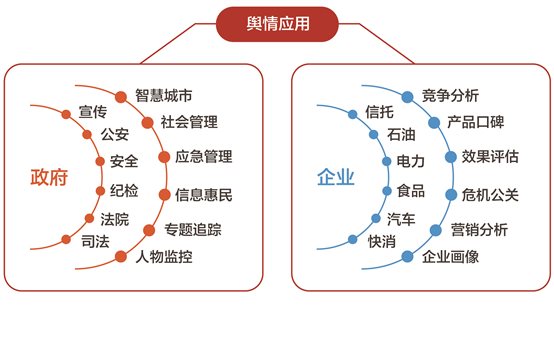 舆情应用
政府
宣传
公安
安全
纪检
法院
司法
智慧城市
社会管理
应急管理
信息惠民
专题追踪
人物监控
企业
信托
石油
电力
食品
汽车
快消
竞争分析
产品口碑
效果评估
危机公关
营销分析
企业画像